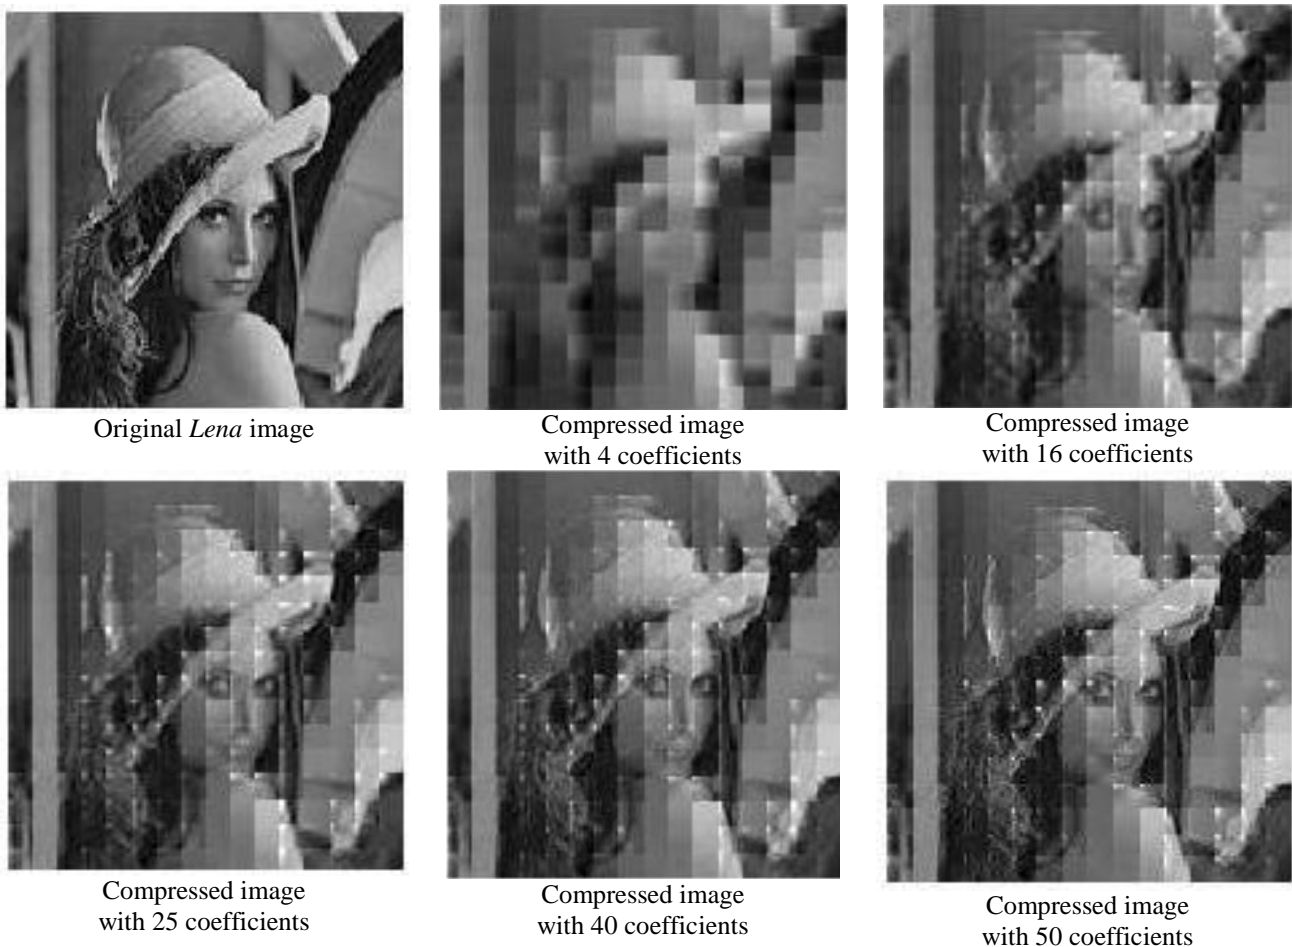 Original Lena image
Compressed image
with 4 coefficients
Compressed image
with 16 coefficients
Compressed image
with 25 coefficients
Compressed image
with 40 coefficients
Compressed image
with 50 coefficients